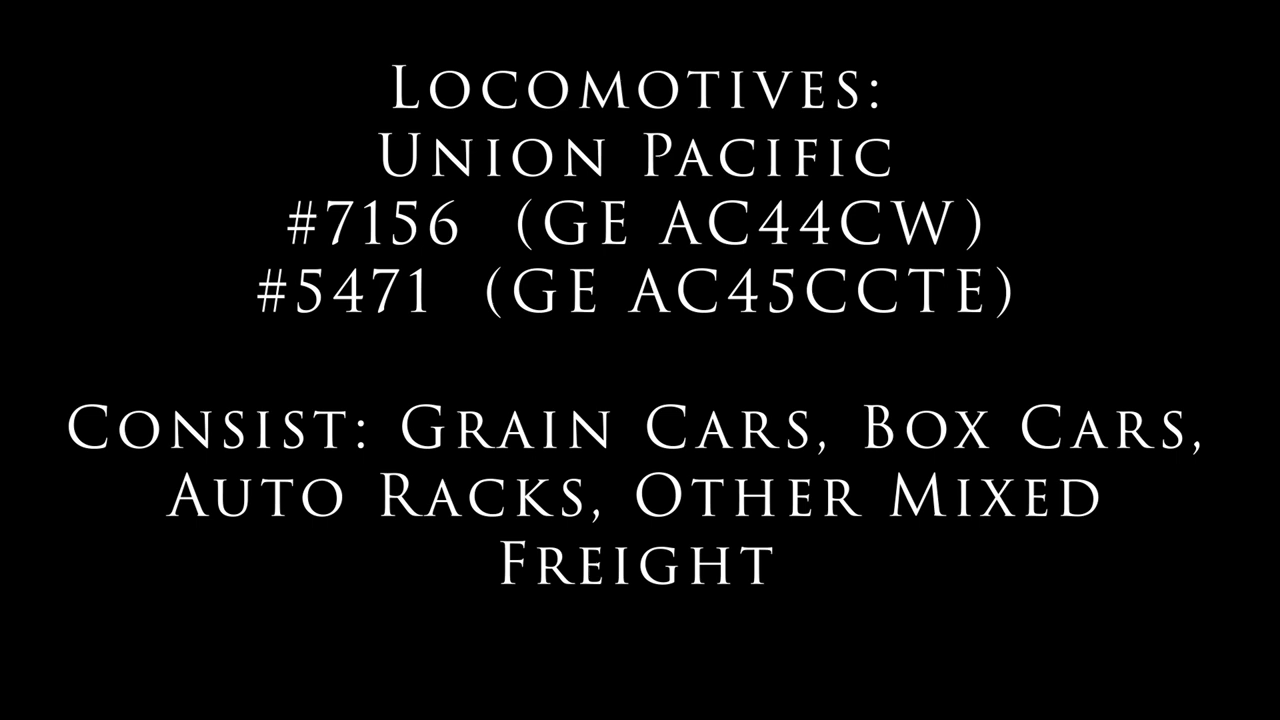 Locomotives:
Union Pacific
#7156 (GE AC44CW)
#5471 (GE AC45CCTE)
Consist: Grain Cars, Box Cars,
Auto Racks, Other Mixed
Freight